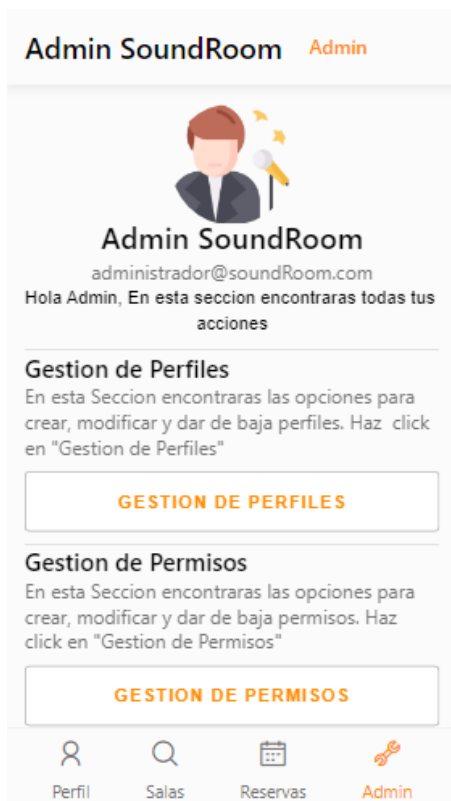 Admin SoundRoom Admin
Admin SoundRoom
administrador@soundRoom.com
Hola Admin, En esta seccion encontraras todas tus
acciones
Gestion de Perfiles
En esta Seccion encontraras las opciones para
crear, modificar y dar de baja perfiles. Haz click
en "Gestion de Perfiles"
GESTION DE PERFILES
Gestion de Permisos
En esta Seccion encontraras las opciones para
crear, modificar y dar de baja permisos. Haz
click en "Gestion de Permisos"
GESTION DE PERMISOS
Perfil Salas Reservas Admin